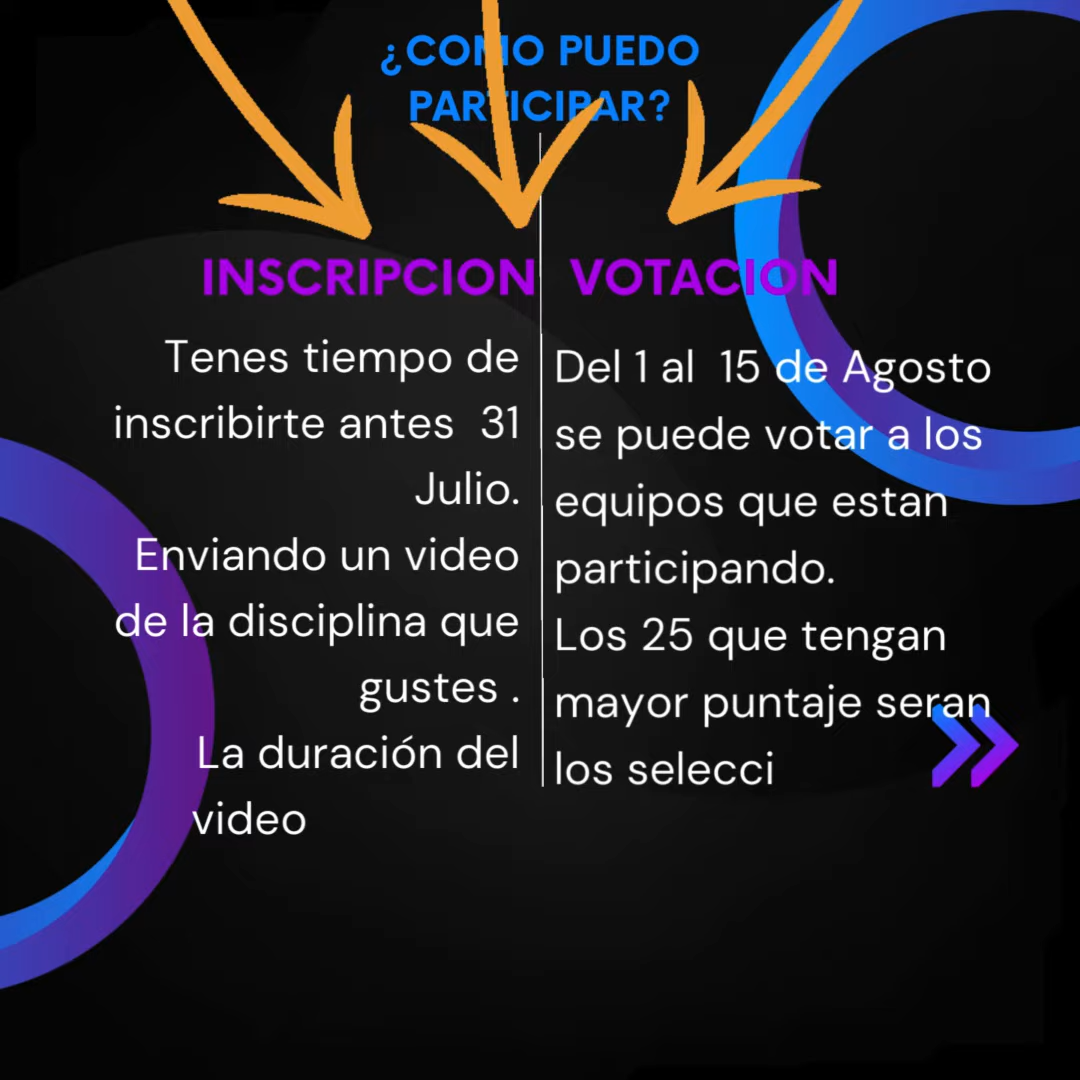 ¿COMO PUEDO
PARTICIPAR?
INSCRIPCION
Tenes tiempo de
inscribirte antes  31
Julio.
Enviando un video
de la disciplina que
gustes .
La duración del
video
VOTACION
Del 1 al  15 de Agosto
se puede votar a los
equipos que estan
participando.
Los 25 que tengan
mayor puntaje seran
los selecci